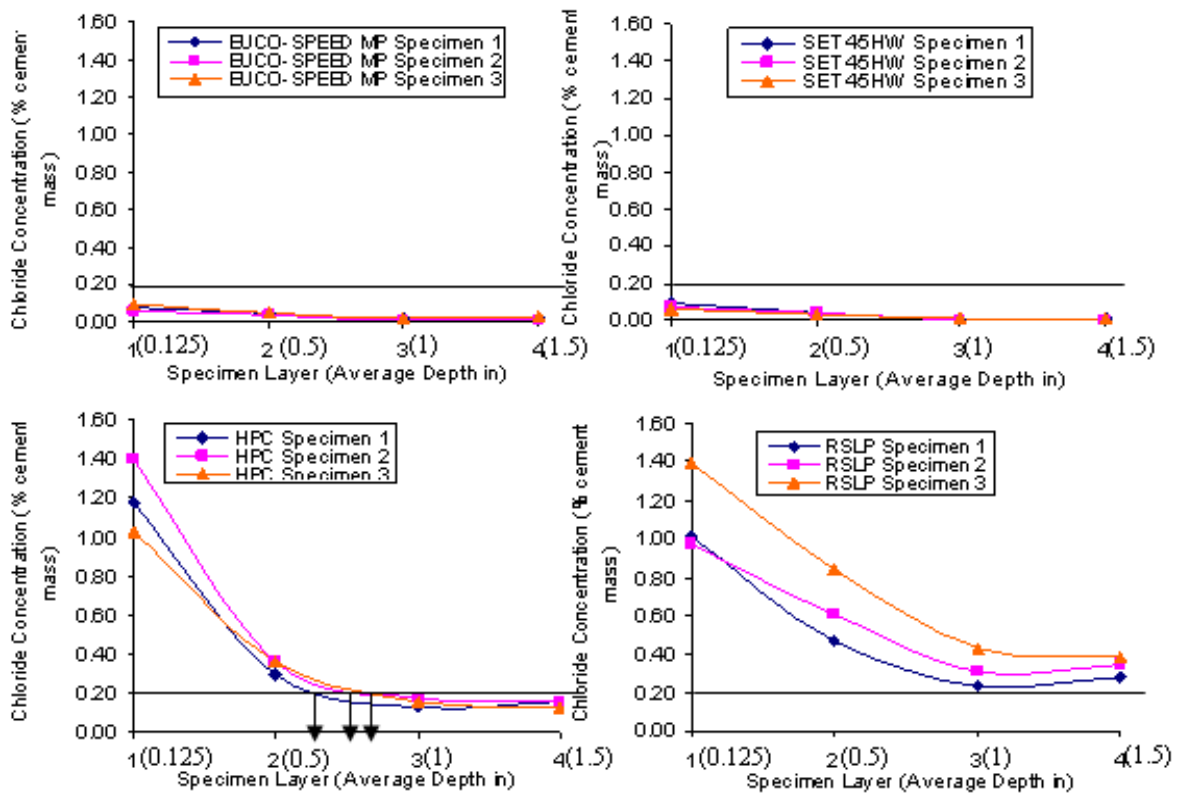 Chloride Concentration (% cement mass)
1.60
1.40
1.20
1.00
0.80
0.60
0.40
0.20
0.00
EUCO-SPEED MP Specimen 1
EUCO-SPEED MP Specimen 2
EUCO-SPEED MP Specimen 3
1(0.125) 2(0.5) 3(1) 4(1.5)
Specimen Layer (Average Depth in)
Chloride Concentration (% cement mass)
1.60
1.40
1.20
1.00
0.80
0.60
0.40
0.20
0.00
SET 45HW Specimen 1
SET 45HW Specimen 2
SET 45HW Specimen 3
1(0.125) 2(0.5) 3(1) 4(1.5)
Specimen Layer (Average Depth in)
Chloride Concentration (% cement mass)
1.60
1.40
1.20
1.00
0.80
0.60
0.40
0.20
0.00
HPC Specimen 1
HPC Specimen 2
HPC Specimen 3
1(0.125) 2(0.5) 3(1) 4(1.5)
Specimen Layer (Average Depth in)
Chloride Concentration (% cement mass)
1.60
1.40
1.20
1.00
0.80
0.60
0.40
0.20
0.00
RSLP Specimen 1
RSLP Specimen 2
RSLP Specimen 3
1(0.125) 2(0.5) 3(1) 4(1.5)
Specimen Layer (Average Depth in)